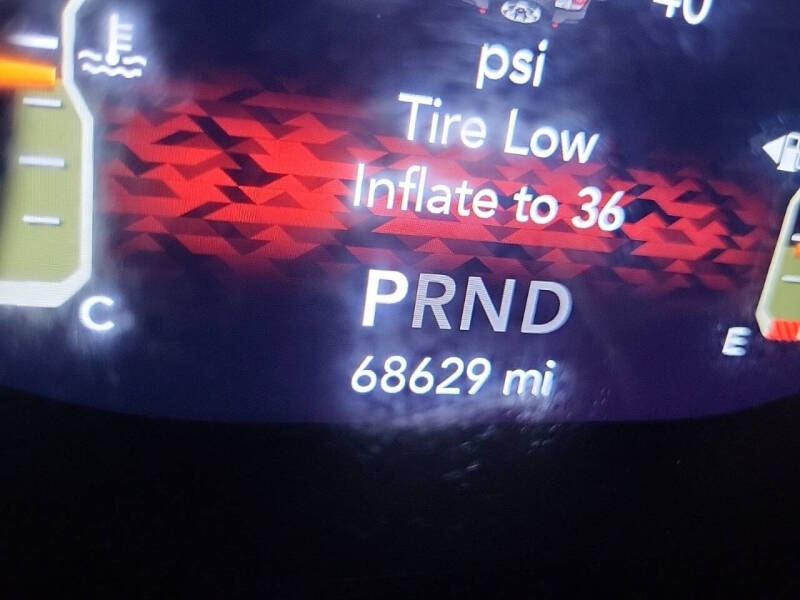 40
psi
Tire Low
Inflate to 36
PRND
68629 mi
C
E